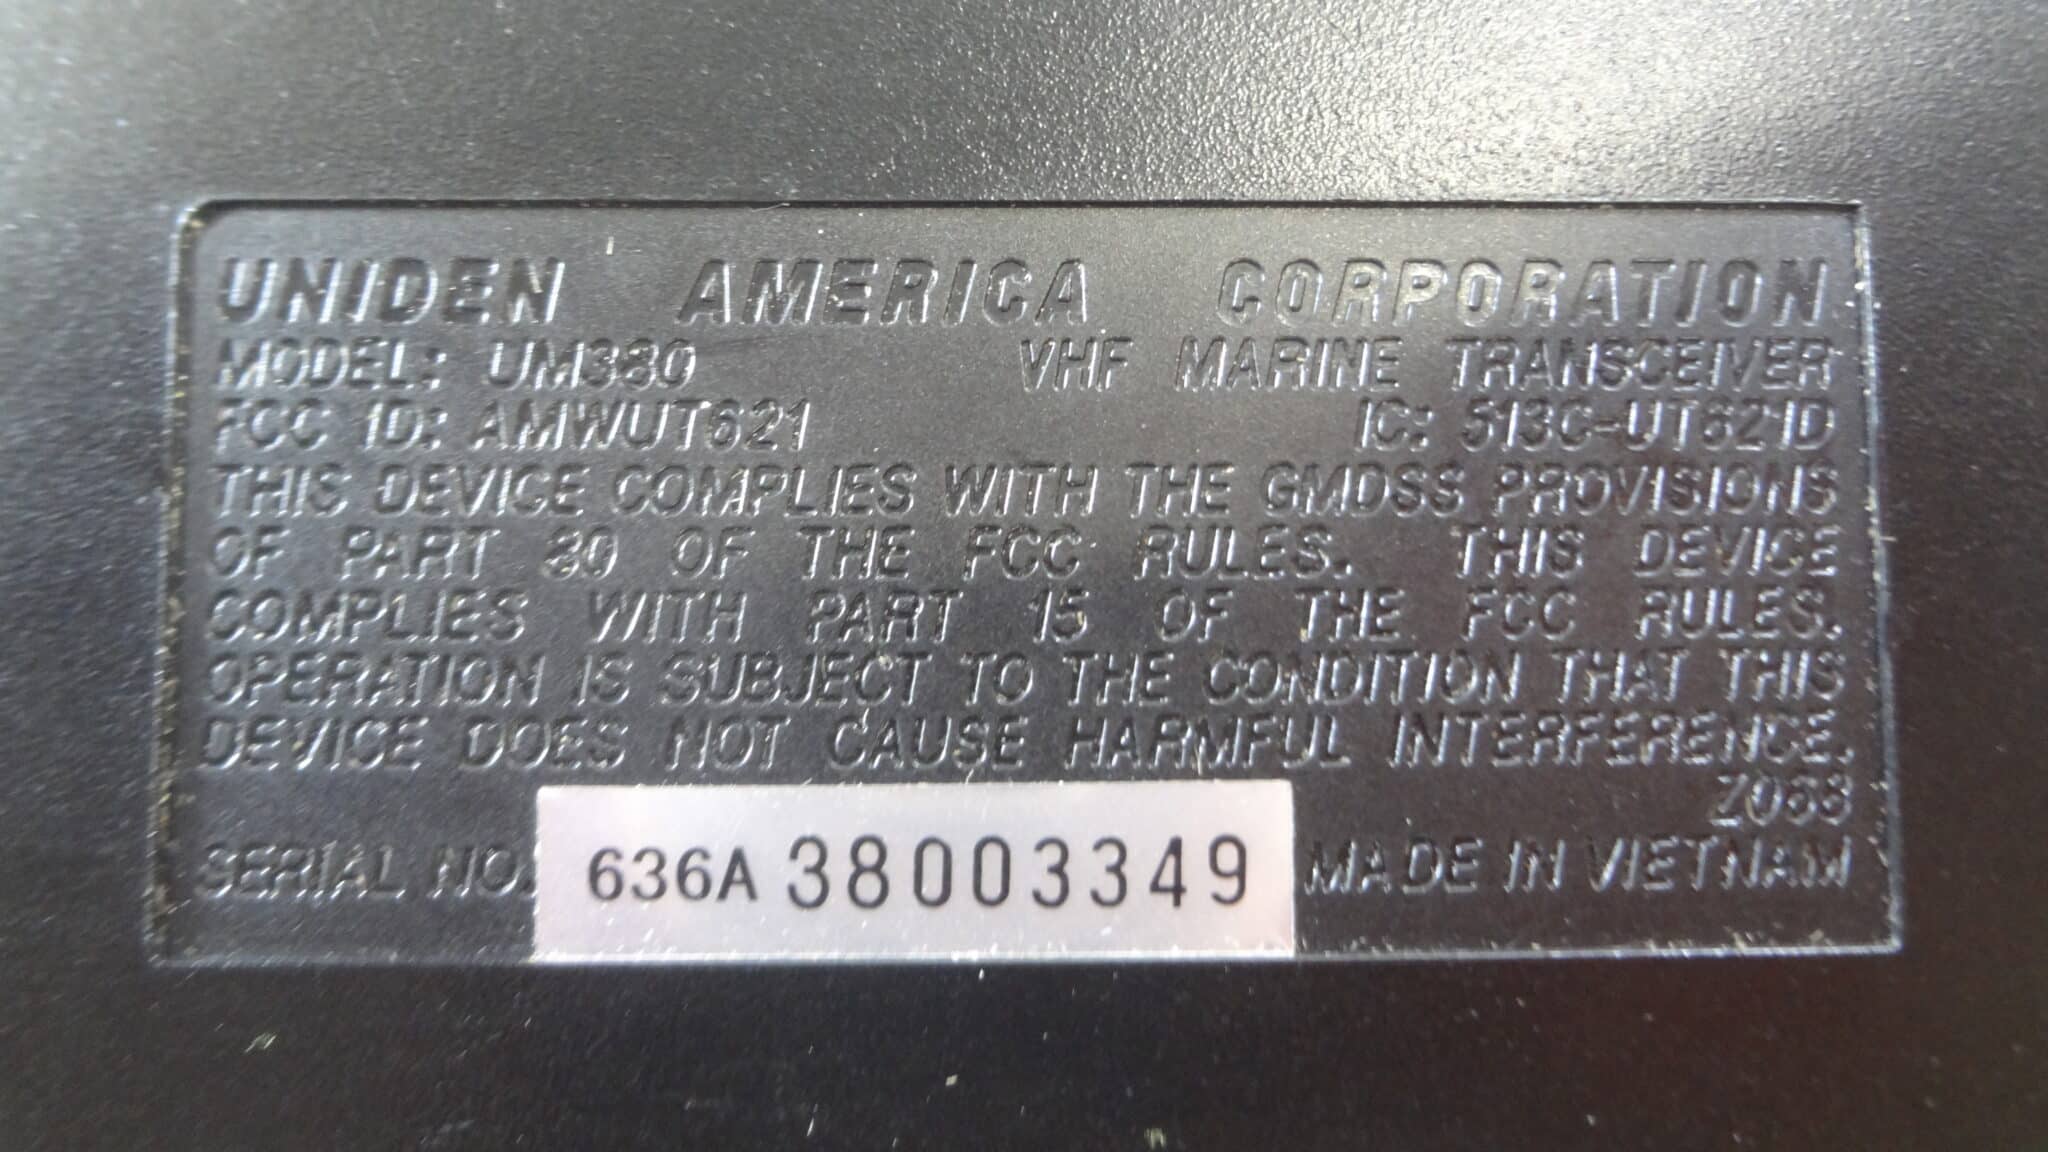 UNIDEN AMERICA CORPORATION
MODEL: UM380 VHF MARINE TRANSCEIVER
FCC ID: AMWUT621 IC: 513C-UT621D
THIS DEVICE COMPLIES WITH THE GMDSS PROVISIONS
OF PART 80 OF THE FCC RULES. THIS DEVICE
COMPLIES WITH PART 15 OF THE FCC RULES.
OPERATION IS SUBJECT TO THE CONDITION THAT THIS
DEVICE DOES NOT CAUSE HARMFUL INTERFERENCE.
Z068
SERIAL NO. 636A 38003349 MADE IN VIETNAM